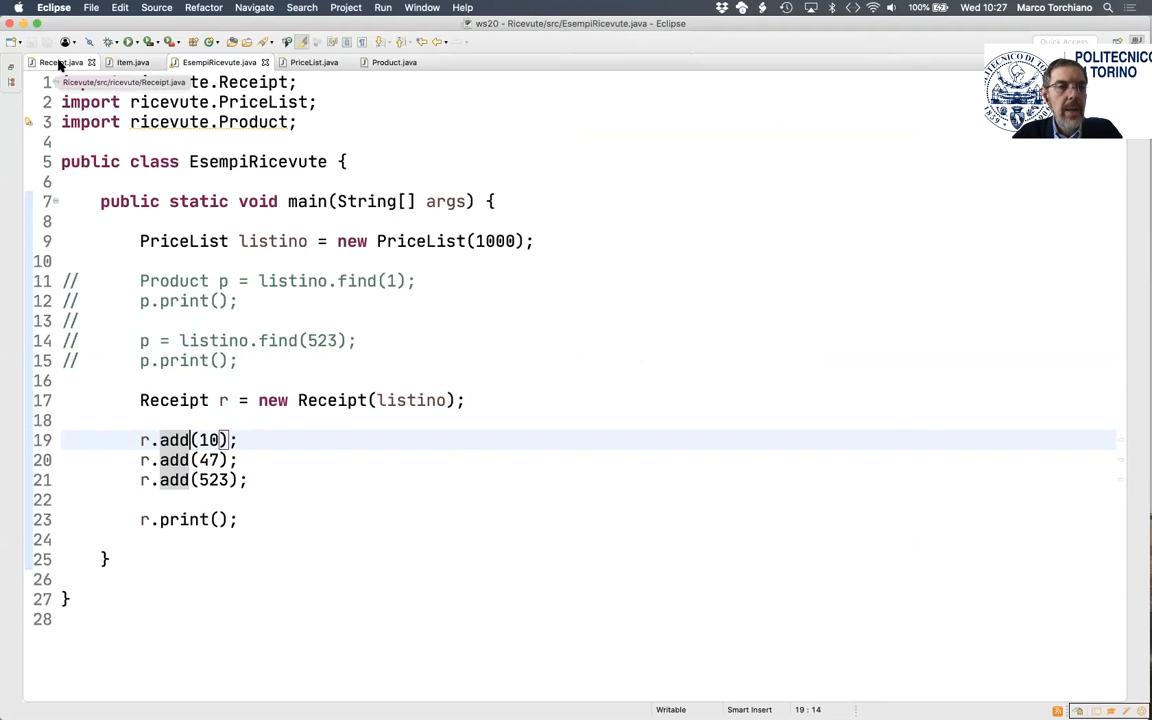 Eclipse File Edit Source Refactor Navigate Search Project Run Window Help 100% Wed 10:27 Marco Torchiano
ws20 - Ricevute/src/EsempiRicevute.java - Eclipse
Quick Access
Receipt.java Item.java EsempiRicevute.java PriceList.java Product.java
POLITECNICO
DI TORINO
Ricevute/src/ricevute/Receipt.java
1 import ricevute.Receipt;
2 import ricevute.PriceList;
3 import ricevute.Product;
4
5 public class EsempiRicevute {
6
7 public static void main(String[] args) {
8
9 PriceList listino = new PriceList(1000);
10
11 // Product p = listino.find(1);
12 // p.print();
13 //
14 // p = listino.find(523);
15 // p.print();
16
17 Receipt r = new Receipt(listino);
18
19 r.add(10);
20 r.add(47);
21 r.add(523);
22
23 r.print();
24
25 }
26
27 }
28
Writable Smart Insert 19 : 14